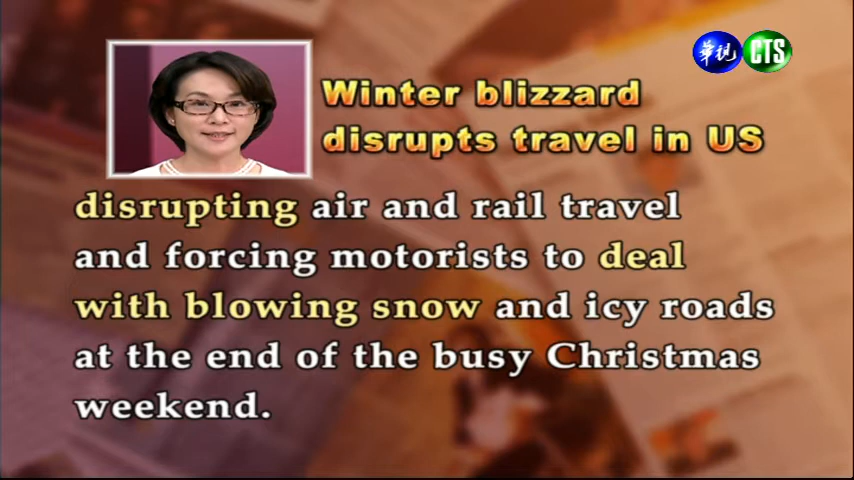 華視 CTS
Winter blizzard
disrupts travel in US
disrupting air and rail travel
and forcing motorists to deal
with blowing snow and icy roads
at the end of the busy Christmas
weekend.